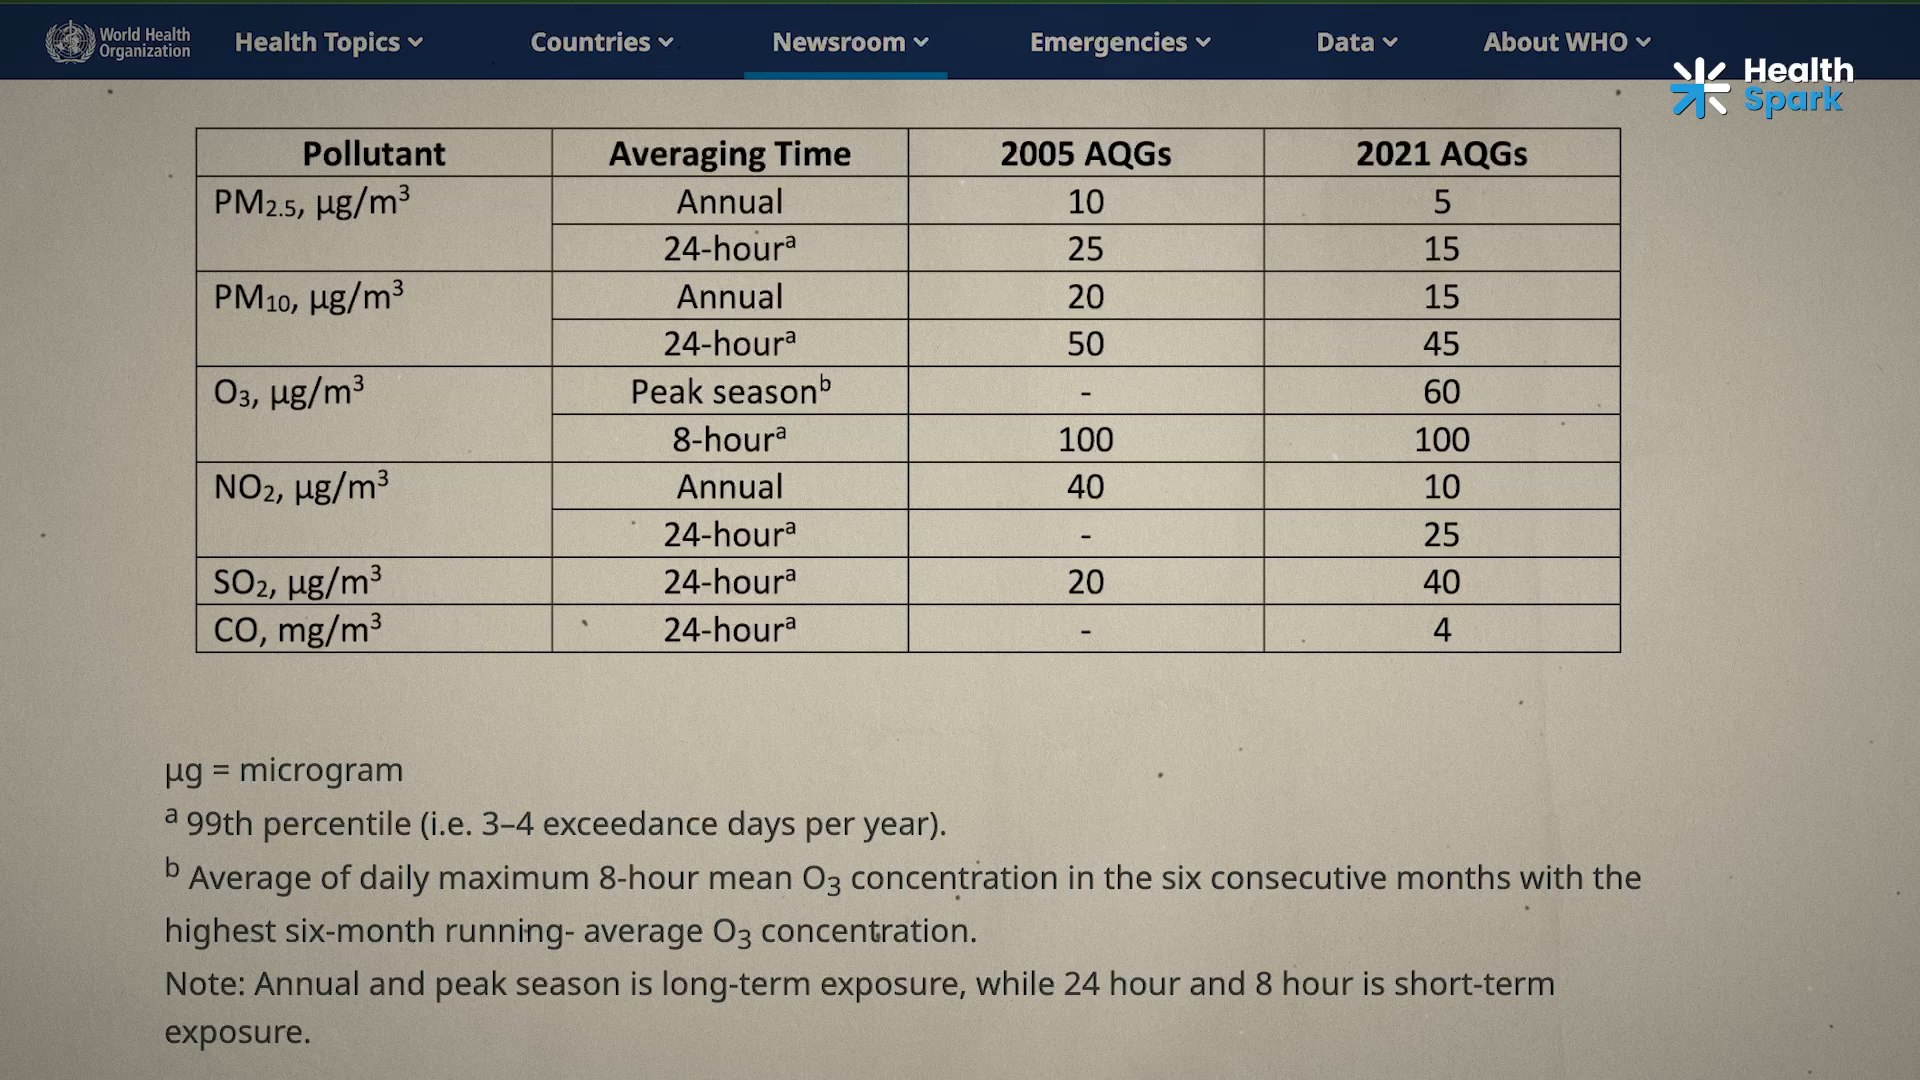 World Health Organization
Health Topics
Countries
Newsroom
Emergencies
Data
About WHO
Health
Spark
Pollutant Averaging Time 2005 AQGs 2021 AQGs
PM2.5, µg/m³ Annual 10 5
24-hourᵃ 25 15
PM10, µg/m³ Annual 20 15
24-hourᵃ 50 45
O3, µg/m³ Peak seasonᵇ - 60
8-hourᵃ 100 100
NO2, µg/m³ Annual 40 10
24-hourᵃ - 25
SO2, µg/m³ 24-hourᵃ 20 40
CO, mg/m³ 24-hourᵃ - 4
µg = microgram
ᵃ 99th percentile (i.e. 3–4 exceedance days per year).
ᵇ Average of daily maximum 8-hour mean O3 concentration in the six consecutive months with the
highest six-month running- average O3 concentration.
Note: Annual and peak season is long-term exposure, while 24 hour and 8 hour is short-term
exposure.